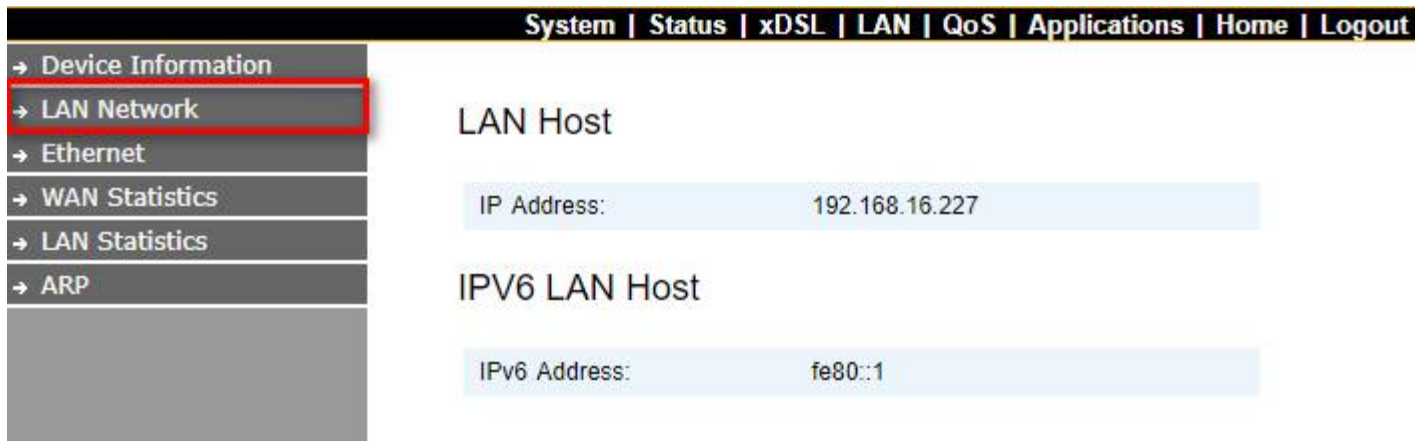 System | Status | xDSL | LAN | QoS | Applications | Home | Logout
→ Device Information
→ LAN Network
→ Ethernet
→ WAN Statistics
→ LAN Statistics
→ ARP
LAN Host
IP Address: 192.168.16.227
IPV6 LAN Host
IPv6 Address: fe80::1